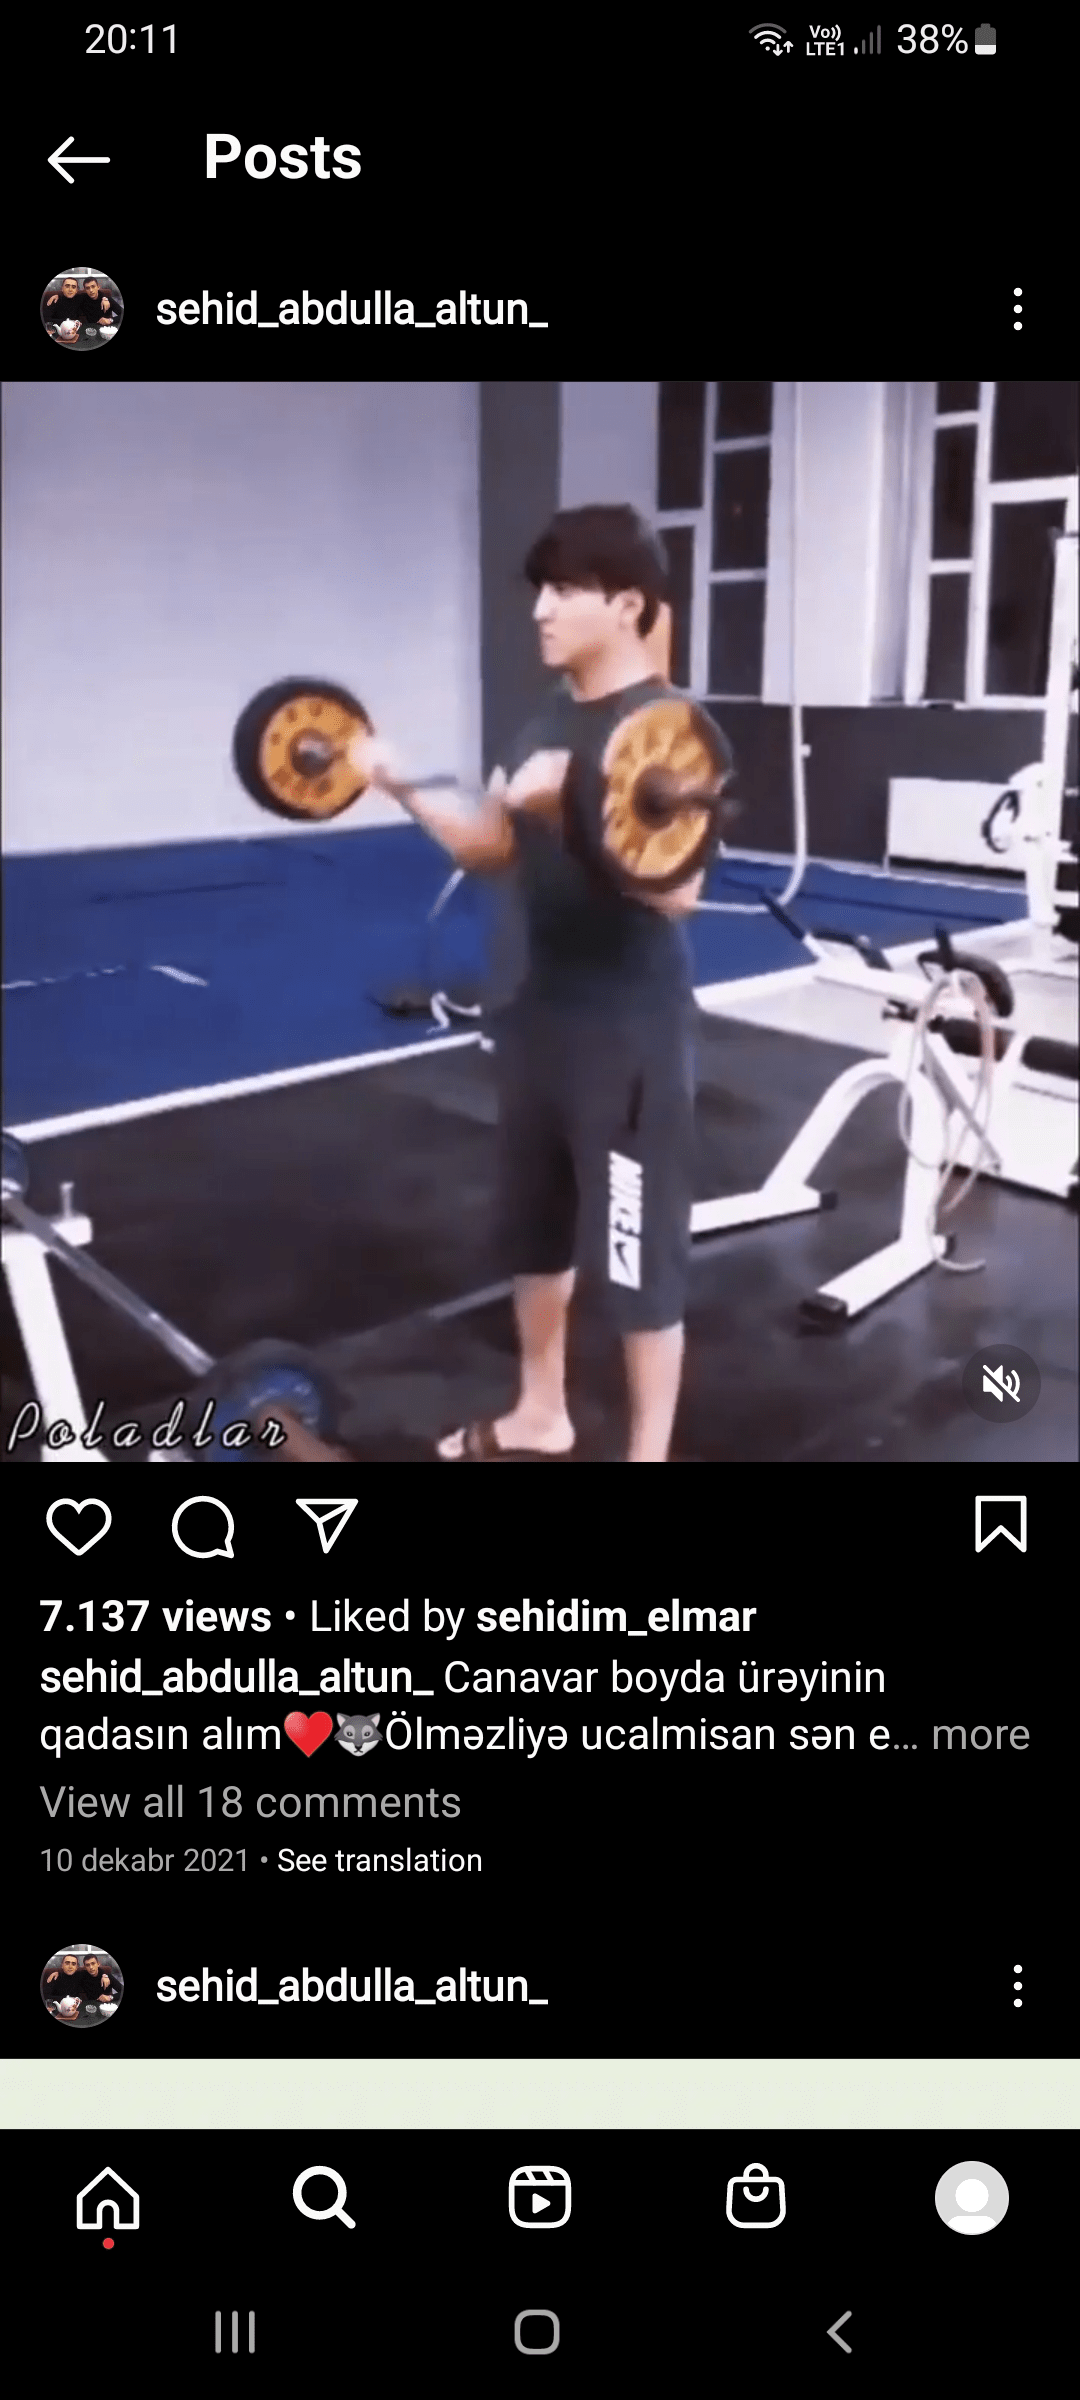 20:11
Vo)) LTE1 38%
Posts
sehid_abdulla_altun_
NIKE
Poladlar
7.137 views • Liked by sehidim_elmar
sehid_abdulla_altun_ Canavar boyda ürəyinin
qadasın alım♥️🐺Ölməzliyə ucalmisan sən e... more
View all 18 comments
10 dekabr 2021 • See translation
sehid_abdulla_altun_